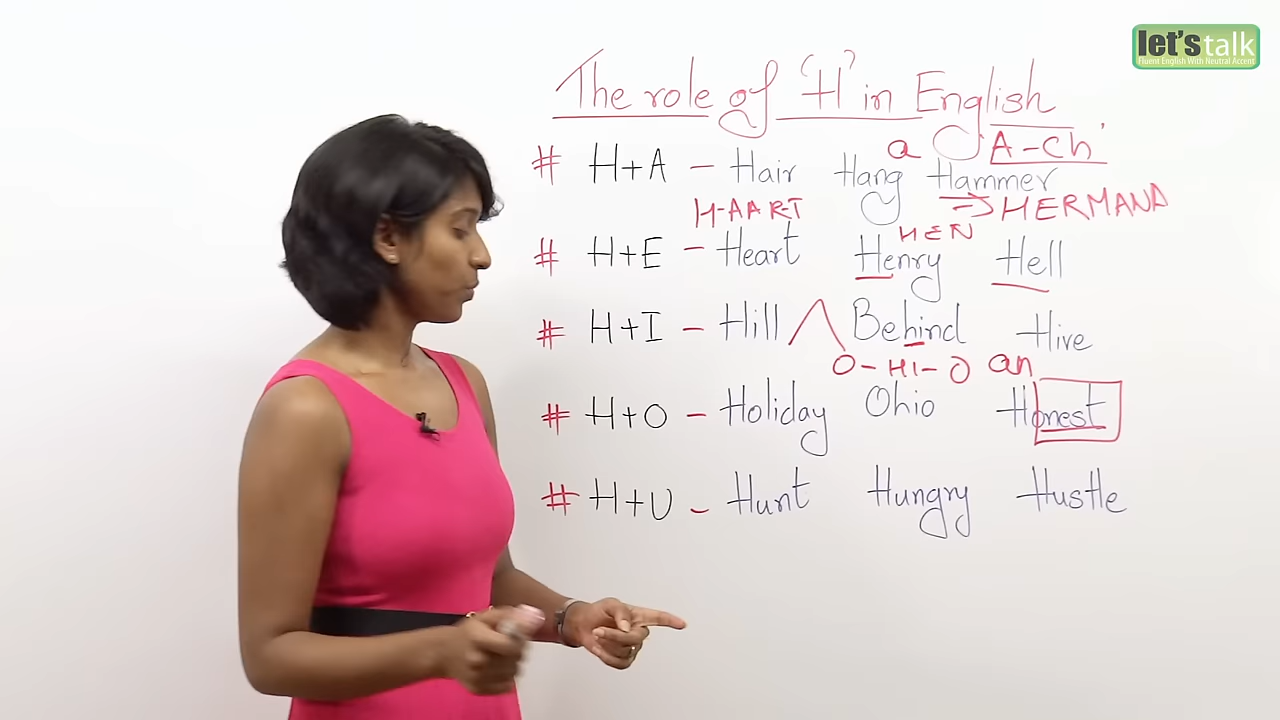 let's talk
Fluent English With Neutral Accent
The role of 'H' in English
a 'A-Ch'
# H+A - Hair Hang Hammer
H-AART => HERMANA
HEN
# H+E - Heart Henry Hell
# H+I - Hill Behind Hive
O-HI-O an
# H+O - Holiday Ohio Honest
# H+U - Hunt Hungry Hustle